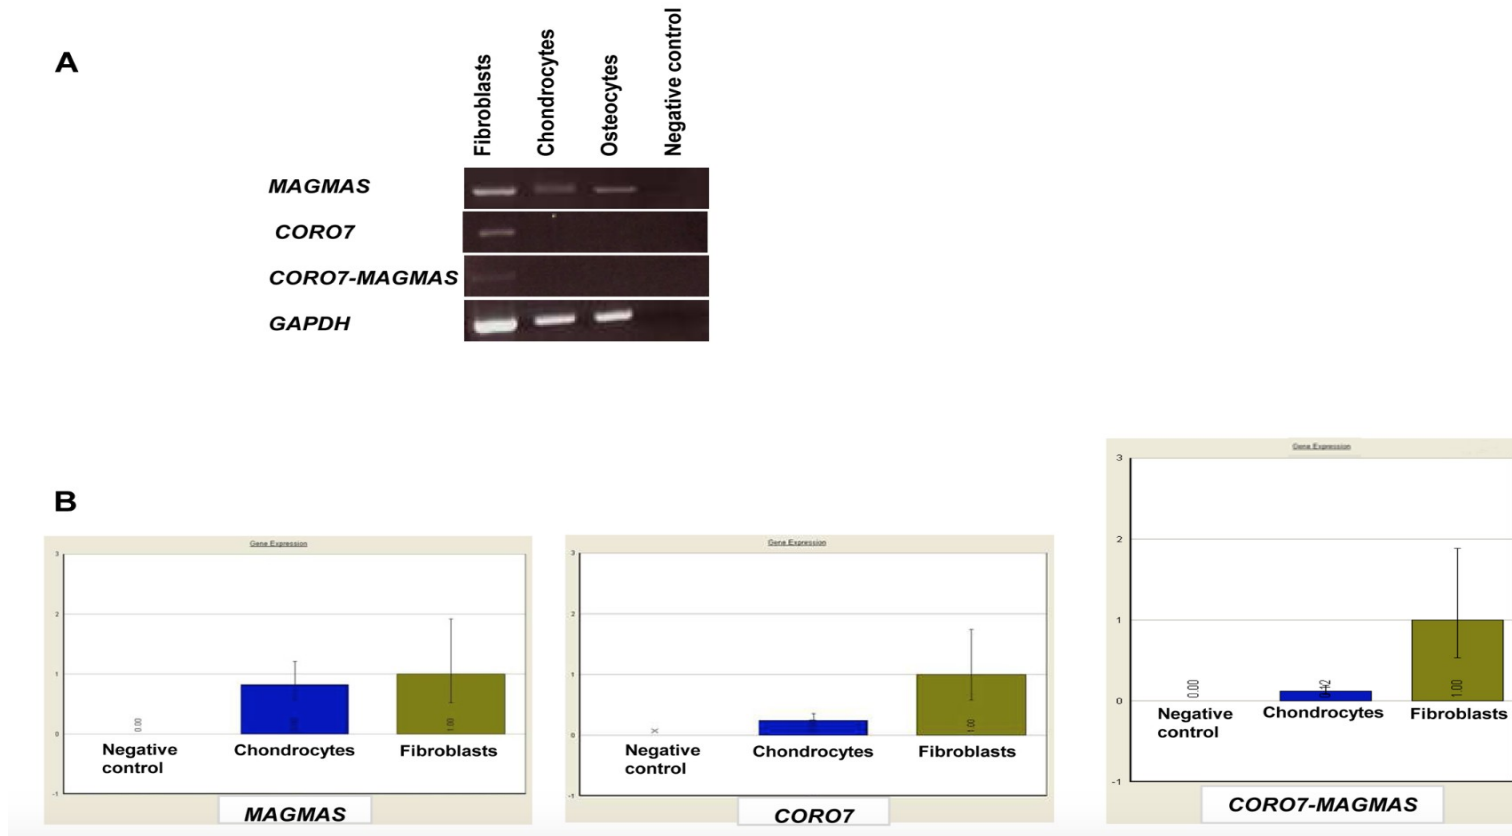 A
Fibroblasts
Chondrocytes
Osteocytes
Negative control
MAGMAS
CORO7
CORO7-MAGMAS
GAPDH
B
Gene Expression
3
2
1
0
-1
0.00
1.00
Negative
control
Chondrocytes
Fibroblasts
MAGMAS
Gene Expression
3
2
1
0
-1
X
1.00
Negative
control
Chondrocytes
Fibroblasts
CORO7
Gene Expression
3
2
1
0
-1
0.00
0.12
1.00
Negative
control
Chondrocytes
Fibroblasts
CORO7-MAGMAS